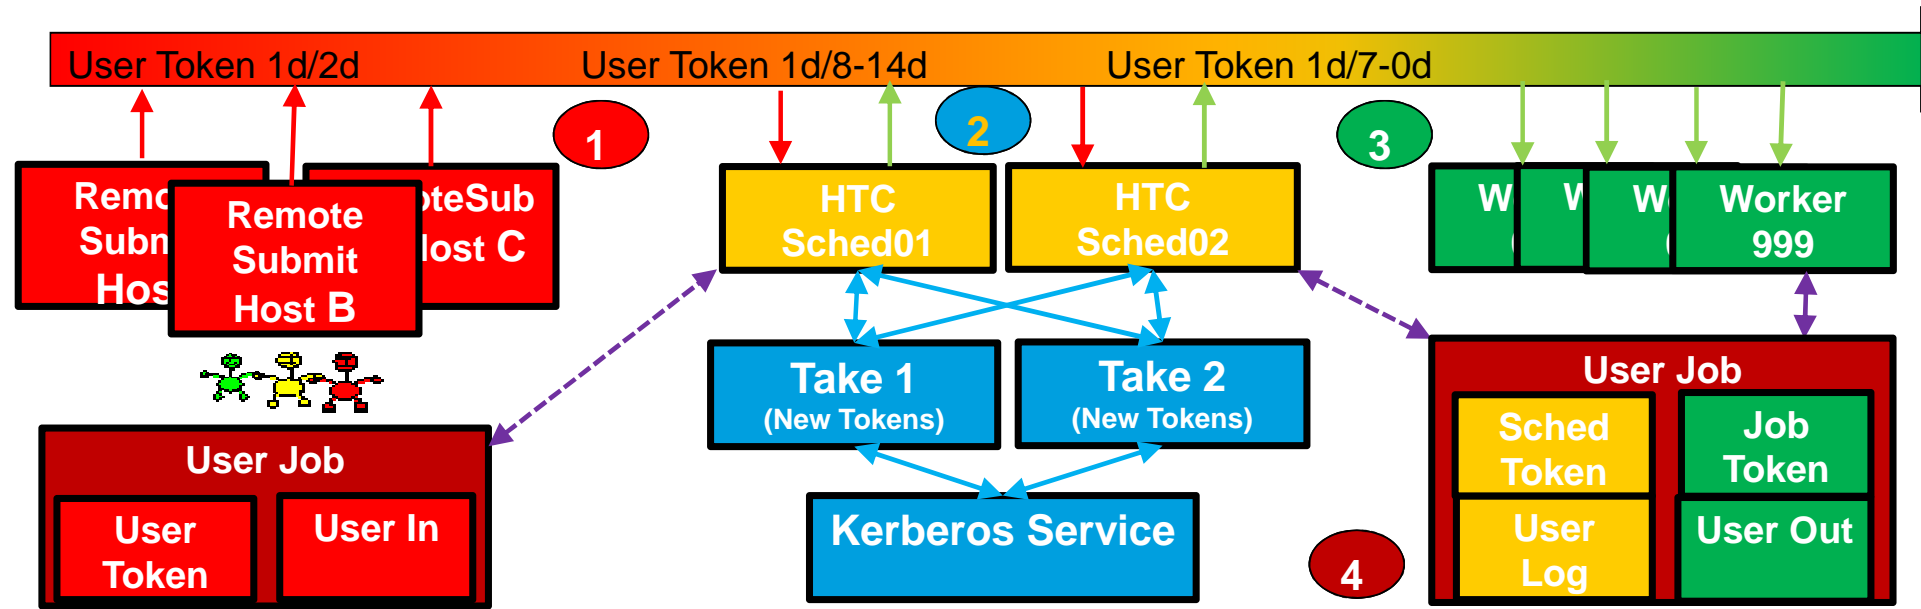 User Token 1d/2d
User Token 1d/8-14d
User Token 1d/7-0d
1
2
3
Remote
Submit
Host B
Host C
HTC
Sched01
HTC
Sched02
Worker
999
Take 1
(New Tokens)
Take 2
(New Tokens)
Kerberos Service
User Job
User
Token
User In
4
User Job
Sched
Token
Job
Token
User
Log
User Out